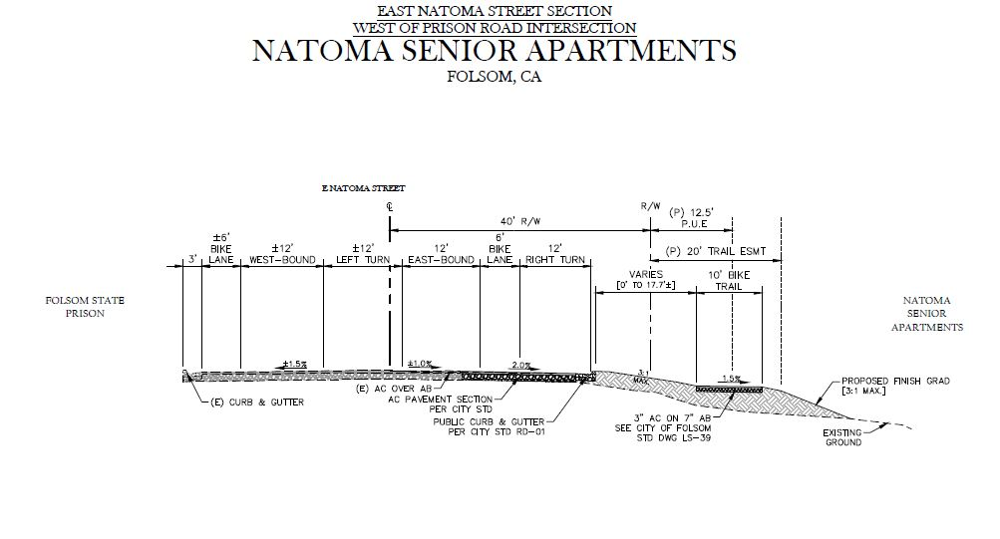 EAST NATOMA STREET SECTION
WEST OF PRISON ROAD INTERSECTION
NATOMA SENIOR APARTMENTS
FOLSOM, CA
E NATOMA STREET
℄
R/W
(P) 12.5'
P.U.E
40' R/W
±6'
BIKE
LANE
3'
±12'
WEST-BOUND
±12'
LEFT TURN
12'
EAST-BOUND
6'
BIKE
LANE
12'
RIGHT TURN
(P) 20' TRAIL ESMT
VARIES
[0' TO 17.7'±]
10' BIKE
TRAIL
FOLSOM STATE
PRISON
NATOMA
SENIOR
APARTMENTS
±1.5%
±1.0%
2.0%
3:1
MAX.
1.5%
(E) CURB & GUTTER
(E) AC OVER AB
AC PAVEMENT SECTION
PER CITY STD
PUBLIC CURB & GUTTER
PER CITY STD RD-01
3" AC ON 7" AB
SEE CITY OF FOLSOM
STD DWG LS-39
PROPOSED FINISH GRAD
[3:1 MAX.]
EXISTING
GROUND